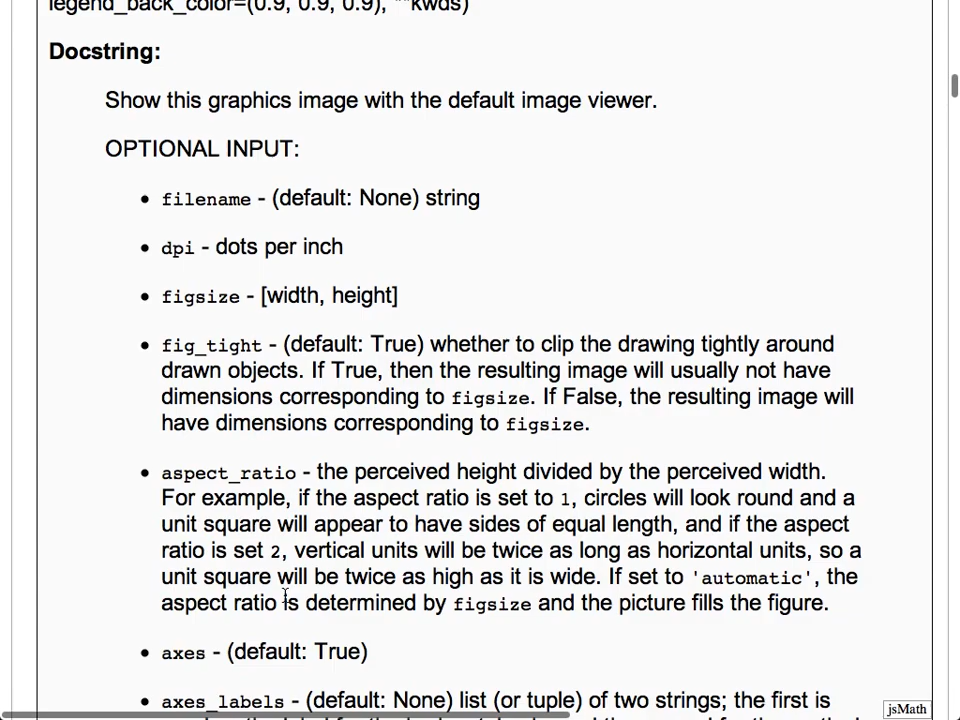 legend_back_color=(0.9, 0.9, 0.9), **kwds)
Docstring:
Show this graphics image with the default image viewer.
OPTIONAL INPUT:
• filename - (default: None) string
• dpi - dots per inch
• figsize - [width, height]
• fig_tight - (default: True) whether to clip the drawing tightly around
drawn objects. If True, then the resulting image will usually not have
dimensions corresponding to figsize. If False, the resulting image will
have dimensions corresponding to figsize.
• aspect_ratio - the perceived height divided by the perceived width.
For example, if the aspect ratio is set to 1, circles will look round and a
unit square will appear to have sides of equal length, and if the aspect
ratio is set 2, vertical units will be twice as long as horizontal units, so a
unit square will be twice as high as it is wide. If set to 'automatic', the
aspect ratio is determined by figsize and the picture fills the figure.
• axes - (default: True)
• axes_labels - (default: None) list (or tuple) of two strings; the first is
jsMath